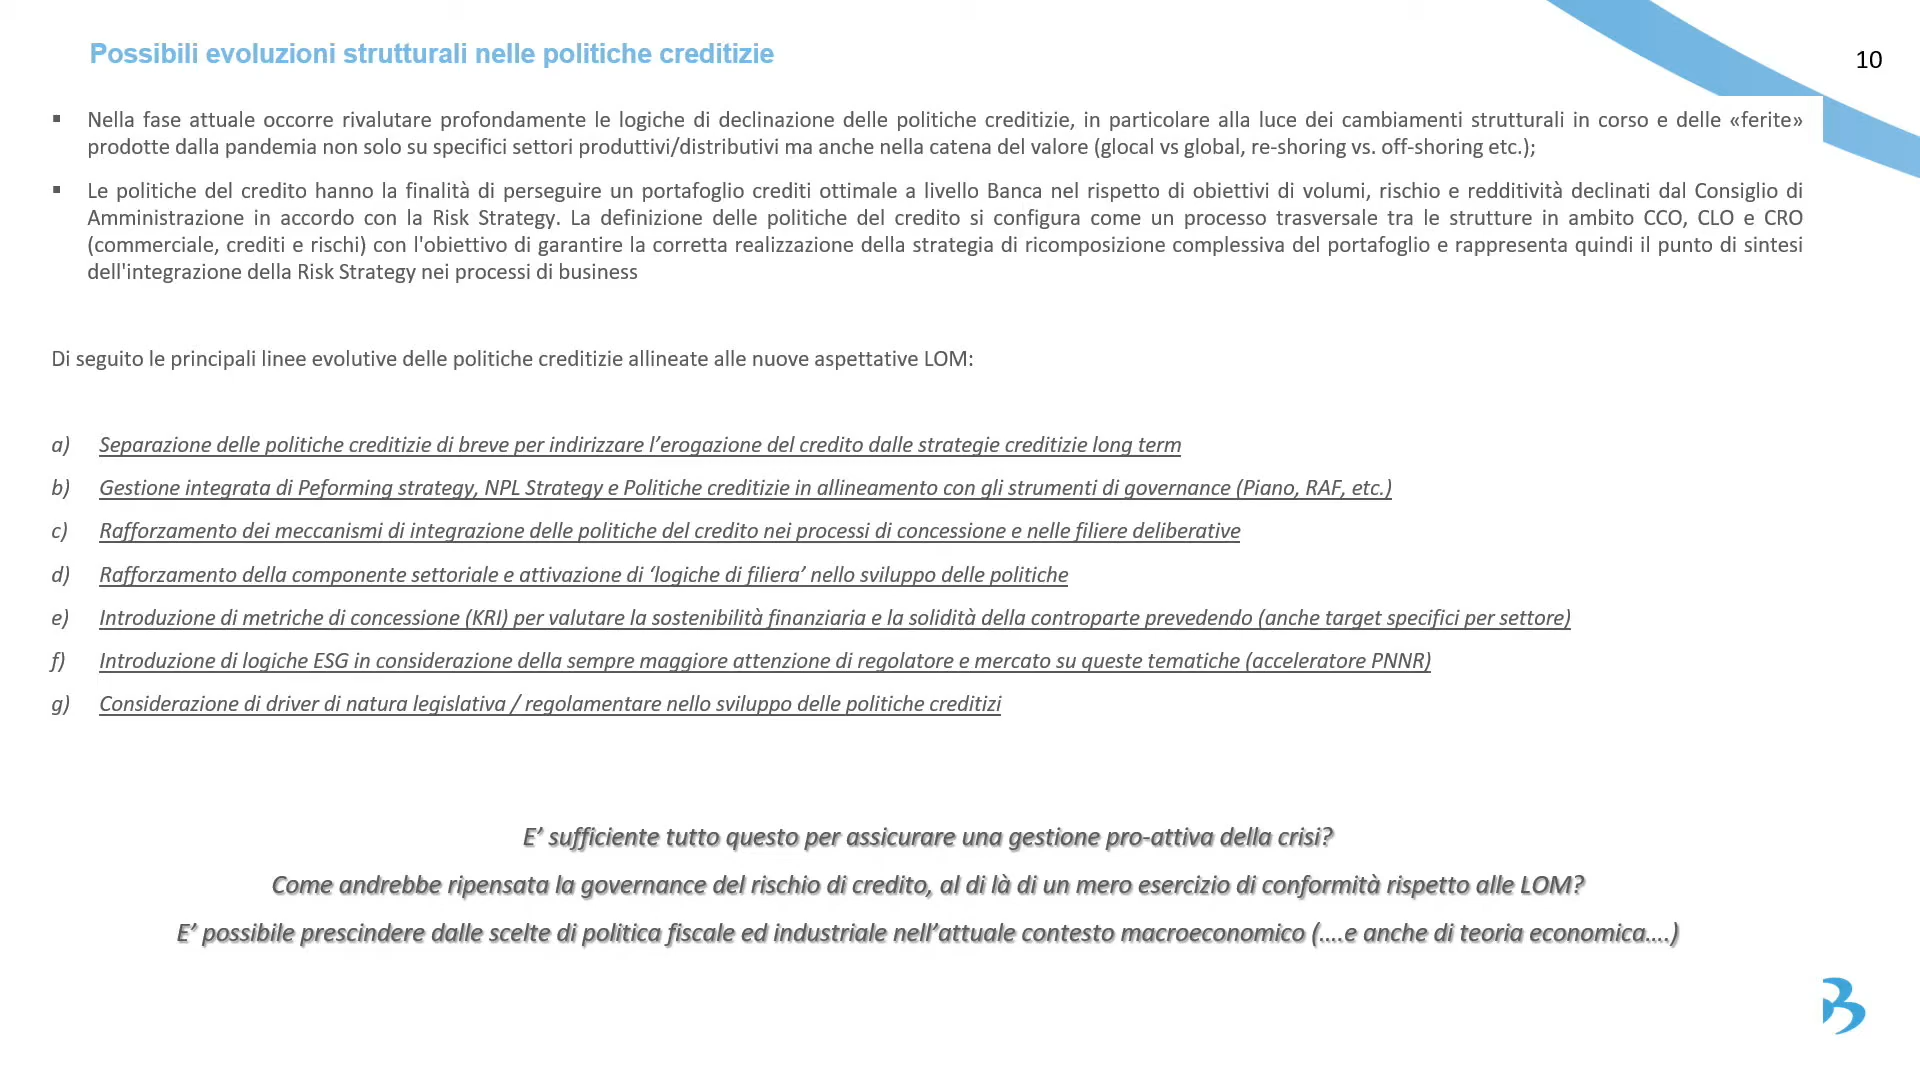 Possibili evoluzioni strutturali nelle politiche creditizie
10
▪ Nella fase attuale occorre rivalutare profondamente le logiche di declinazione delle politiche creditizie, in particolare alla luce dei cambiamenti strutturali in corso e delle «ferite»
prodotte dalla pandemia non solo su specifici settori produttivi/distributivi ma anche nella catena del valore (glocal vs global, re-shoring vs. off-shoring etc.);
▪ Le politiche del credito hanno la finalità di perseguire un portafoglio crediti ottimale a livello Banca nel rispetto di obiettivi di volumi, rischio e redditività declinati dal Consiglio di
Amministrazione in accordo con la Risk Strategy. La definizione delle politiche del credito si configura come un processo trasversale tra le strutture in ambito CCO, CLO e CRO
(commerciale, crediti e rischi) con l'obiettivo di garantire la corretta realizzazione della strategia di ricomposizione complessiva del portafoglio e rappresenta quindi il punto di sintesi
dell'integrazione della Risk Strategy nei processi di business
Di seguito le principali linee evolutive delle politiche creditizie allineate alle nuove aspettative LOM:
a) Separazione delle politiche creditizie di breve per indirizzare l’erogazione del credito dalle strategie creditizie long term
b) Gestione integrata di Peforming strategy, NPL Strategy e Politiche creditizie in allineamento con gli strumenti di governance (Piano, RAF, etc.)
c) Rafforzamento dei meccanismi di integrazione delle politiche del credito nei processi di concessione e nelle filiere deliberative
d) Rafforzamento della componente settoriale e attivazione di ‘logiche di filiera’ nello sviluppo delle politiche
e) Introduzione di metriche di concessione (KRI) per valutare la sostenibilità finanziaria e la solidità della controparte prevedendo (anche target specifici per settore)
f) Introduzione di logiche ESG in considerazione della sempre maggiore attenzione di regolatore e mercato su queste tematiche (acceleratore PNNR)
g) Considerazione di driver di natura legislativa / regolamentare nello sviluppo delle politiche creditizi
E’ sufficiente tutto questo per assicurare una gestione pro-attiva della crisi?
Come andrebbe ripensata la governance del rischio di credito, al di là di un mero esercizio di conformità rispetto alle LOM?
E’ possibile prescindere dalle scelte di politica fiscale ed industriale nell’attuale contesto macroeconomico (....e anche di teoria economica....)